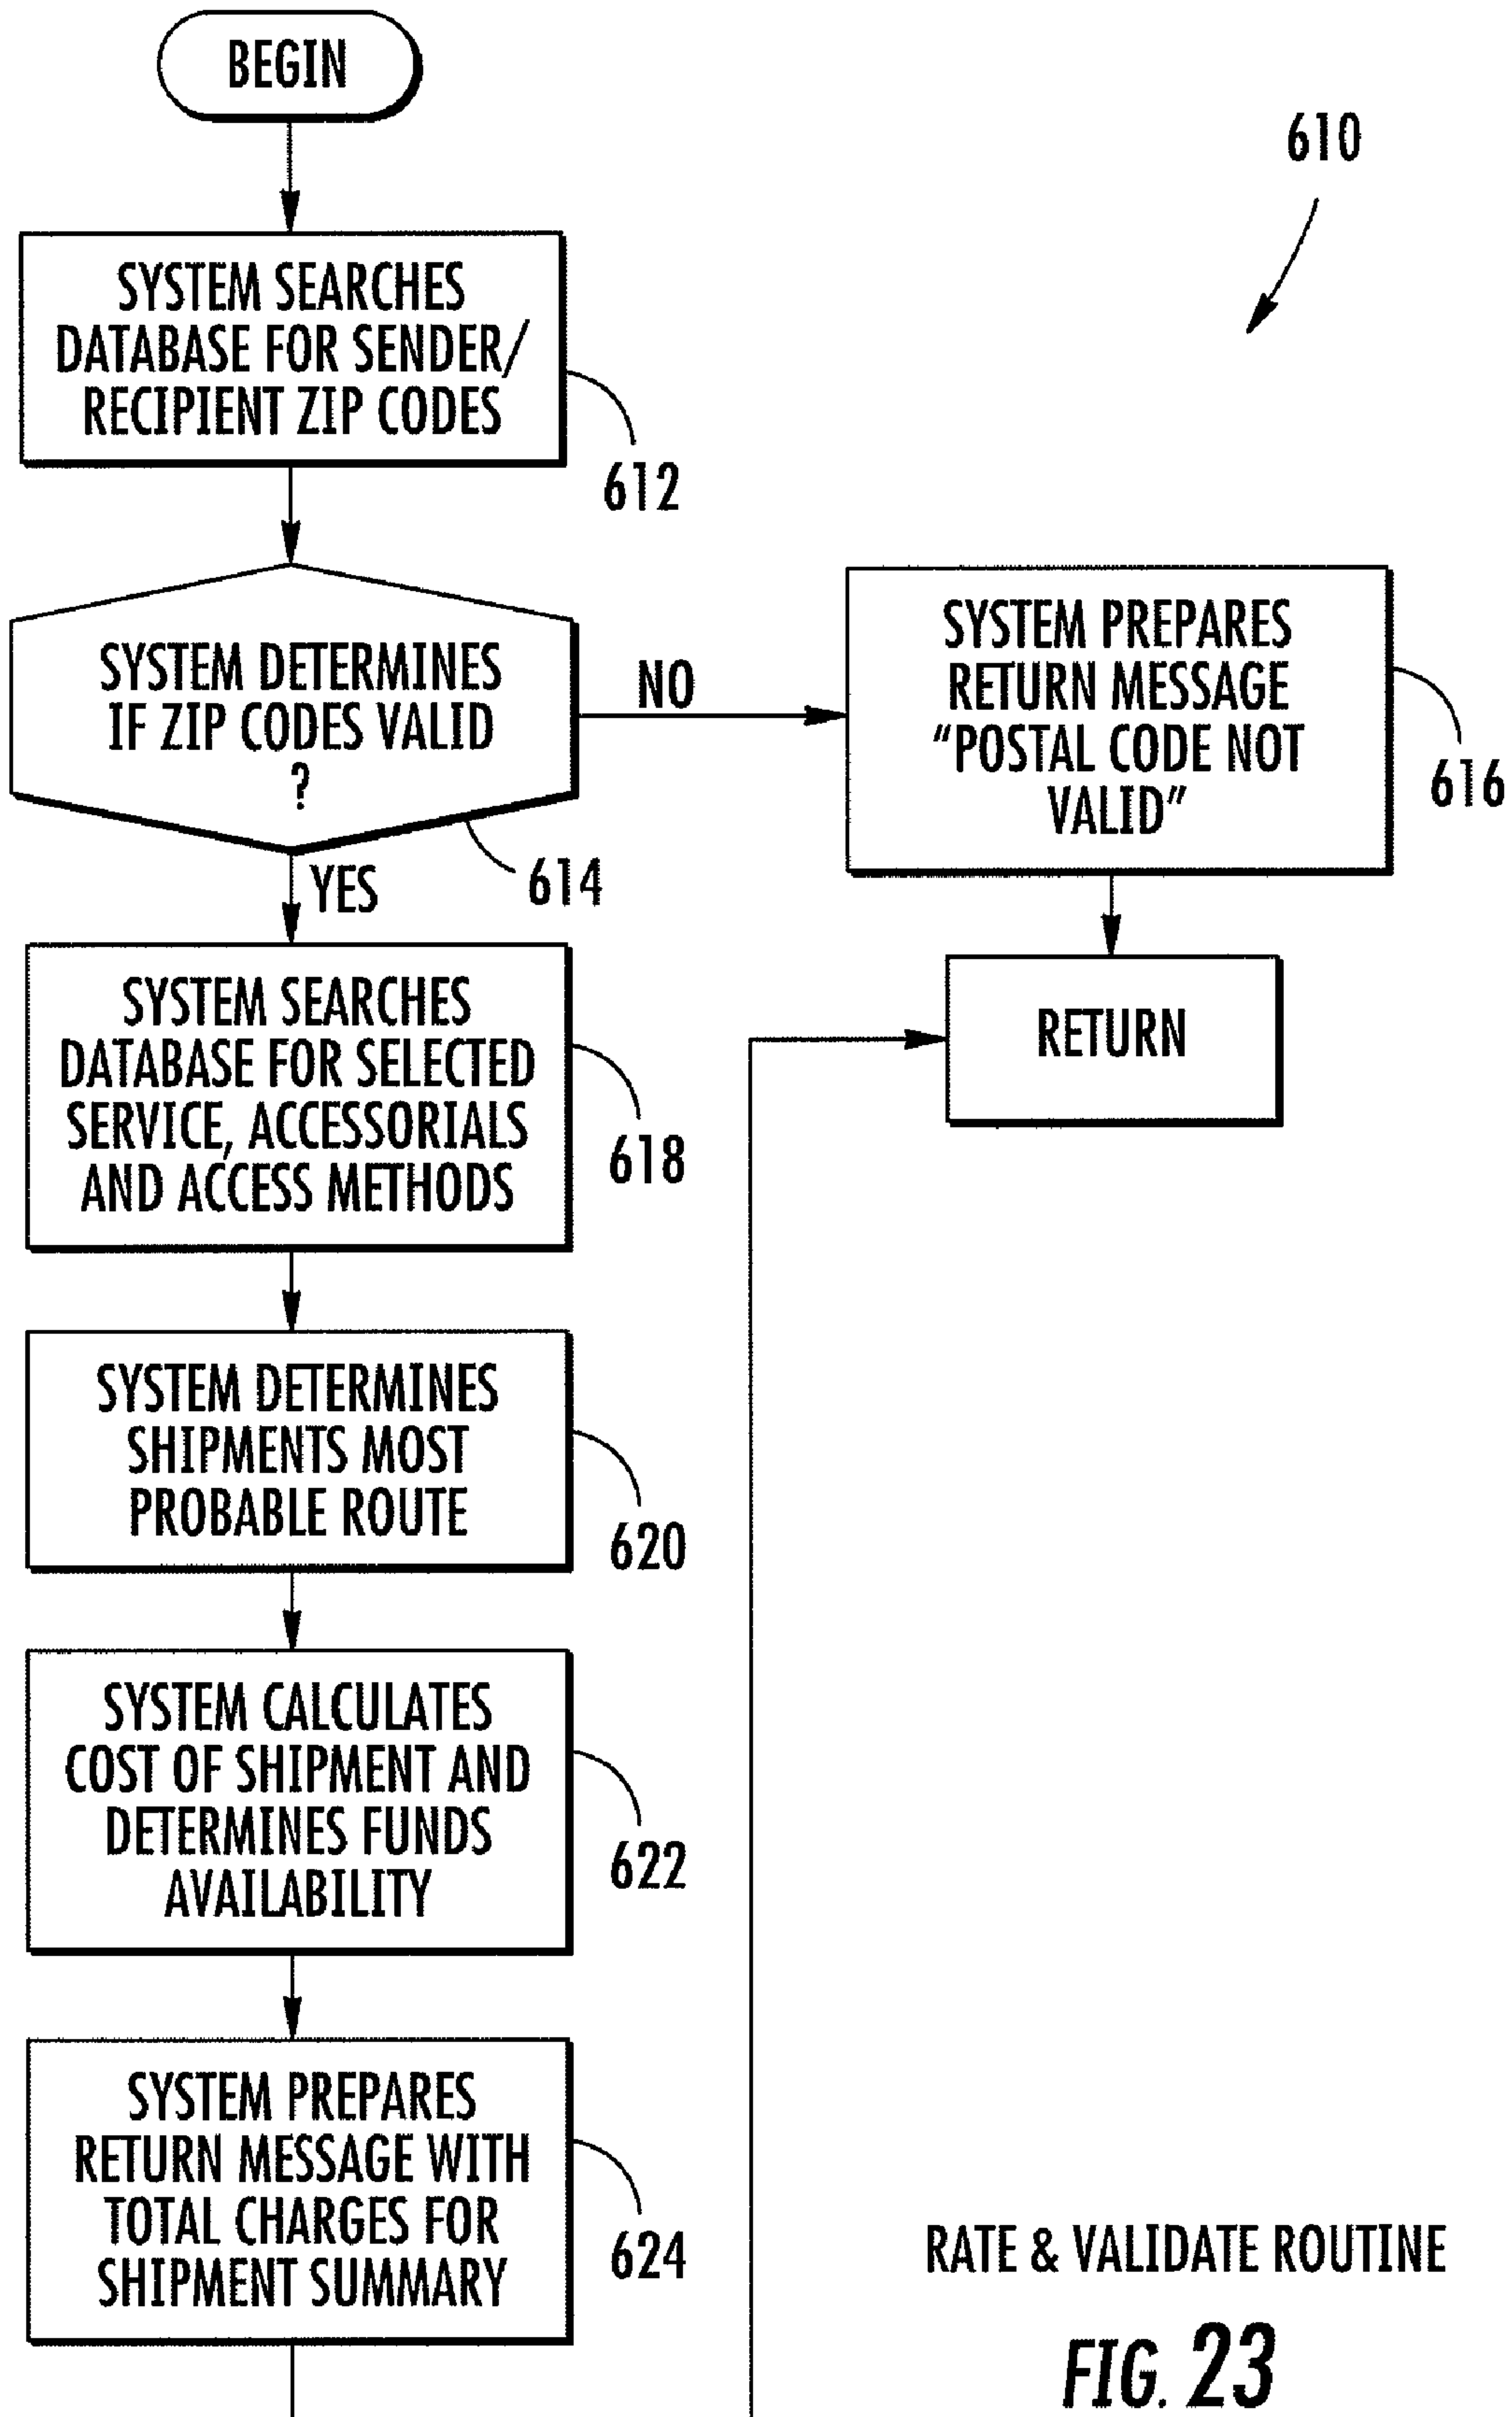 BEGIN
610
SYSTEM SEARCHES
DATABASE FOR SENDER/
RECIPIENT ZIP CODES
612
SYSTEM DETERMINES
IF ZIP CODES VALID
?
614
NO
YES
SYSTEM PREPARES
RETURN MESSAGE
"POSTAL CODE NOT
VALID"
616
RETURN
SYSTEM SEARCHES
DATABASE FOR SELECTED
SERVICE, ACCESSORIALS
AND ACCESS METHODS
618
SYSTEM DETERMINES
SHIPMENTS MOST
PROBABLE ROUTE
620
SYSTEM CALCULATES
COST OF SHIPMENT AND
DETERMINES FUNDS
AVAILABILITY
622
SYSTEM PREPARES
RETURN MESSAGE WITH
TOTAL CHARGES FOR
SHIPMENT SUMMARY
624
RATE & VALIDATE ROUTINE
FIG. 23